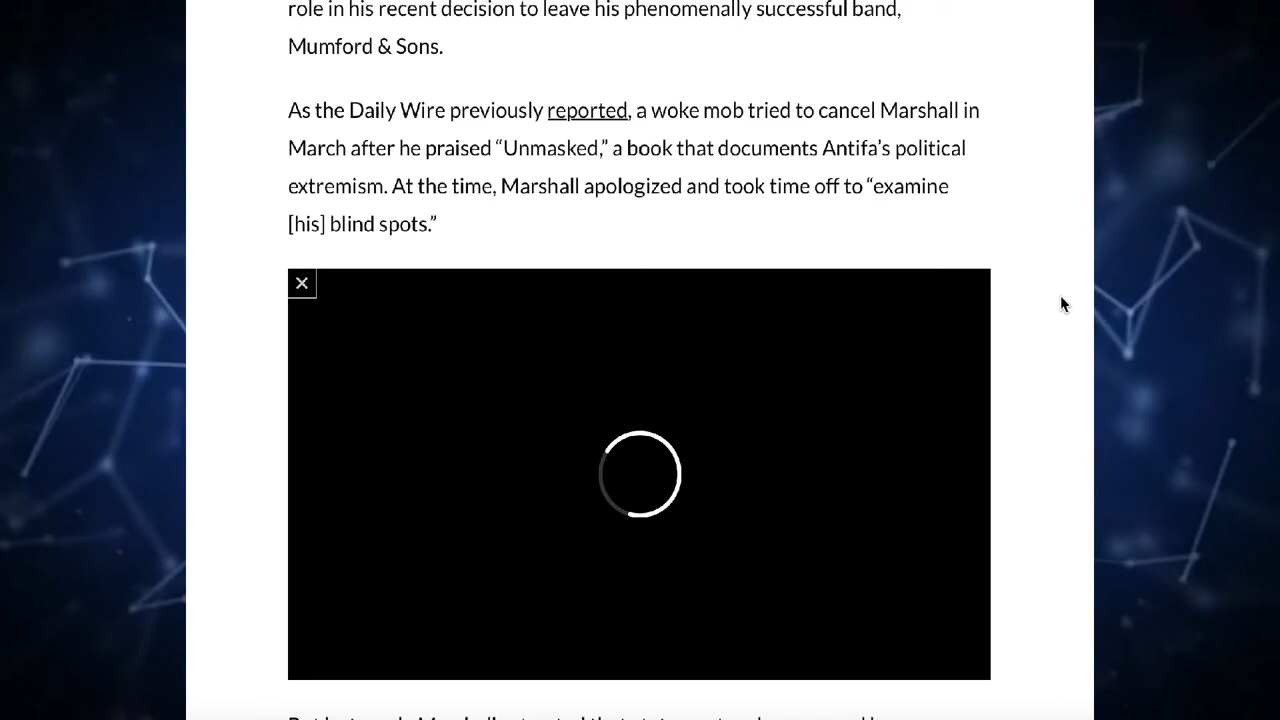 role in his recent decision to leave his phenomenally successful band,
Mumford & Sons.
As the Daily Wire previously reported, a woke mob tried to cancel Marshall in
March after he praised “Unmasked,” a book that documents Antifa’s political
extremism. At the time, Marshall apologized and took time off to “examine
[his] blind spots.”